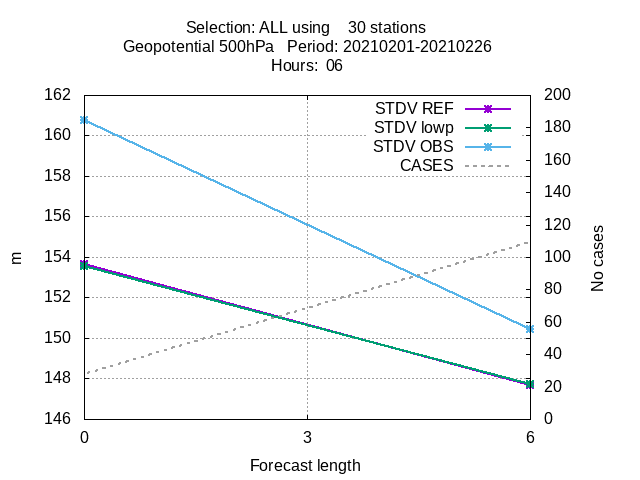 Selection: ALL using 30 stations
Geopotential 500hPa Period: 20210201-20210226
Hours: 06
162
160
158
156
154
152
150
148
146
200
180
160
140
120
100
80
60
40
20
0
STDV REF
STDV lowp
STDV OBS
CASES
m
No cases
0 3 6
Forecast length